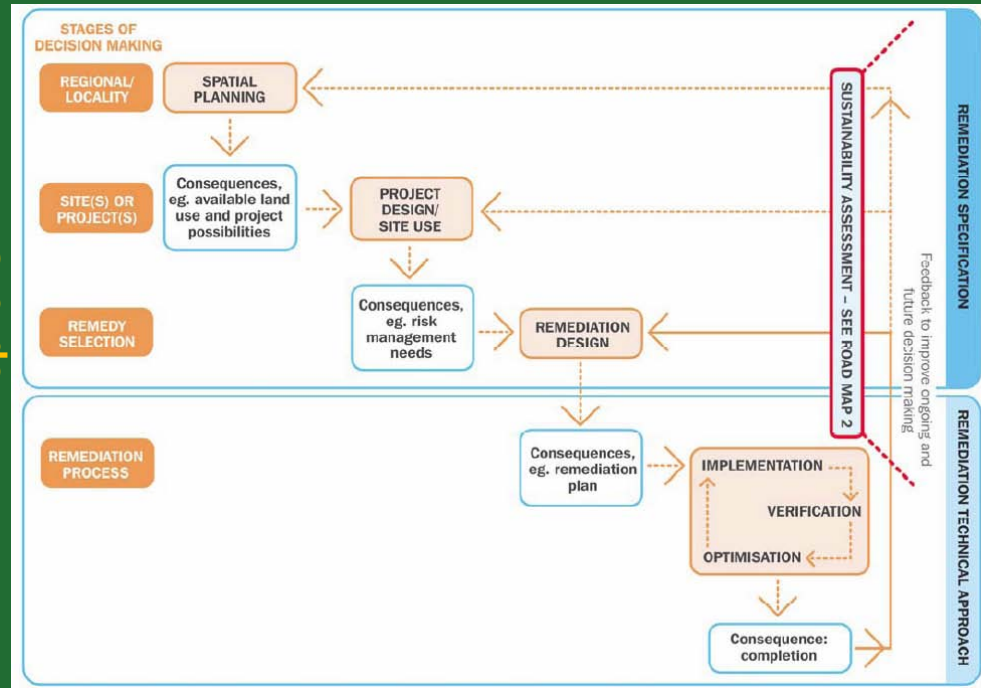 STAGES OF
DECISION MAKING
REGIONAL/
LOCALITY
SPATIAL
PLANNING
SITE(S) OR
PROJECT(S)
Consequences,
eg. available land
use and project
possibilities
PROJECT
DESIGN/
SITE USE
REMEDY
SELECTION
Consequences,
eg. risk
management
needs
REMEDIATION
DESIGN
REMEDIATION
PROCESS
Consequences,
eg. remediation
plan
IMPLEMENTATION
VERIFICATION
OPTIMISATION
Consequence:
completion
SUSTAINABILITY ASSESSMENT – SEE ROAD MAP 2
Feedback to improve ongoing and
future decision making
REMEDIATION SPECIFICATION
REMEDIATION TECHNICAL APPROACH